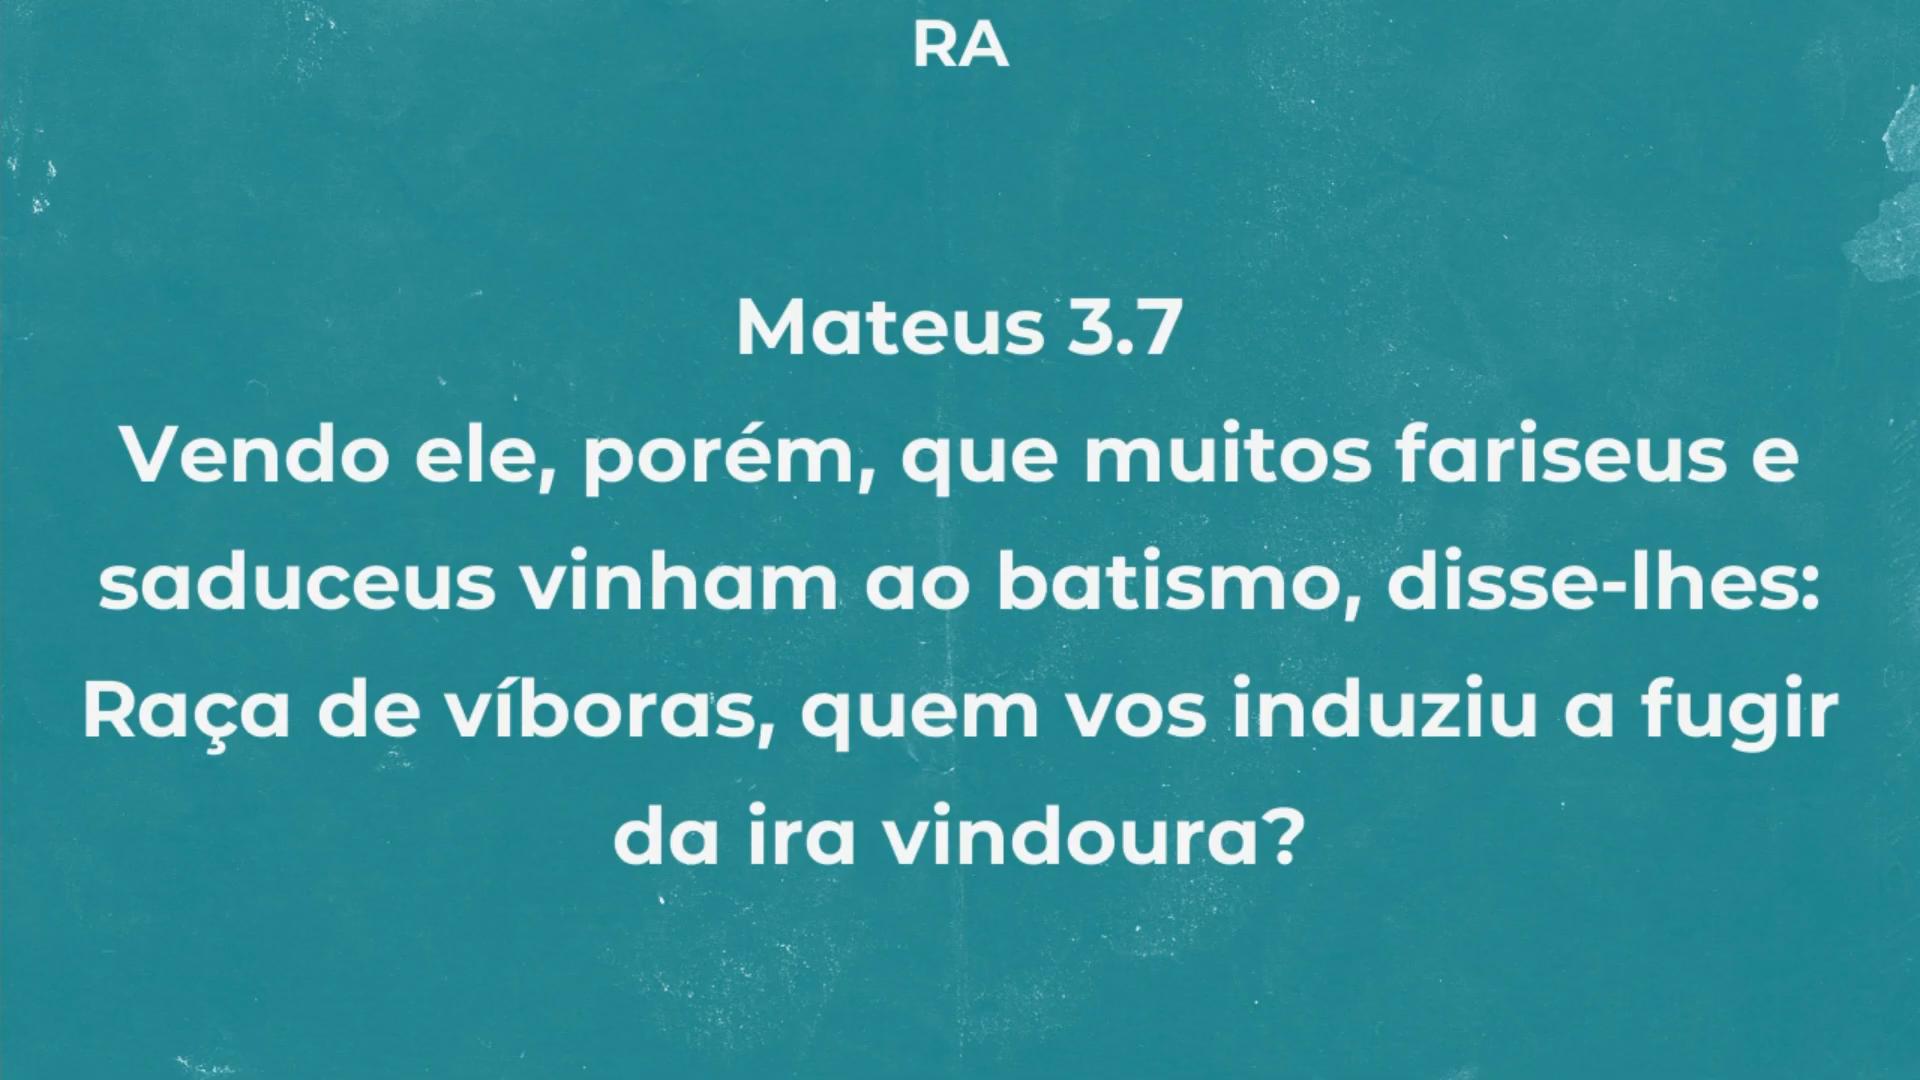 RA
Mateus 3.7
Vendo ele, porém, que muitos fariseus e
saduceus vinham ao batismo, disse-lhes:
Raça de víboras, quem vos induziu a fugir
da ira vindoura?